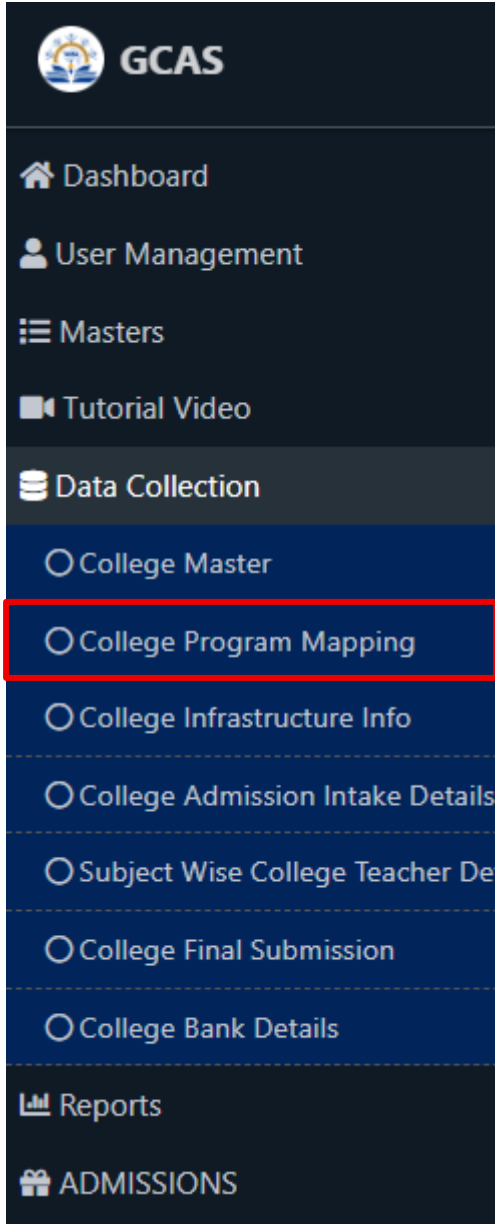 GCAS
Dashboard
User Management
Masters
Tutorial Video
Data Collection
College Master
College Program Mapping
College Infrastructure Info
College Admission Intake Details
Subject Wise College Teacher De
College Final Submission
College Bank Details
Reports
ADMISSIONS